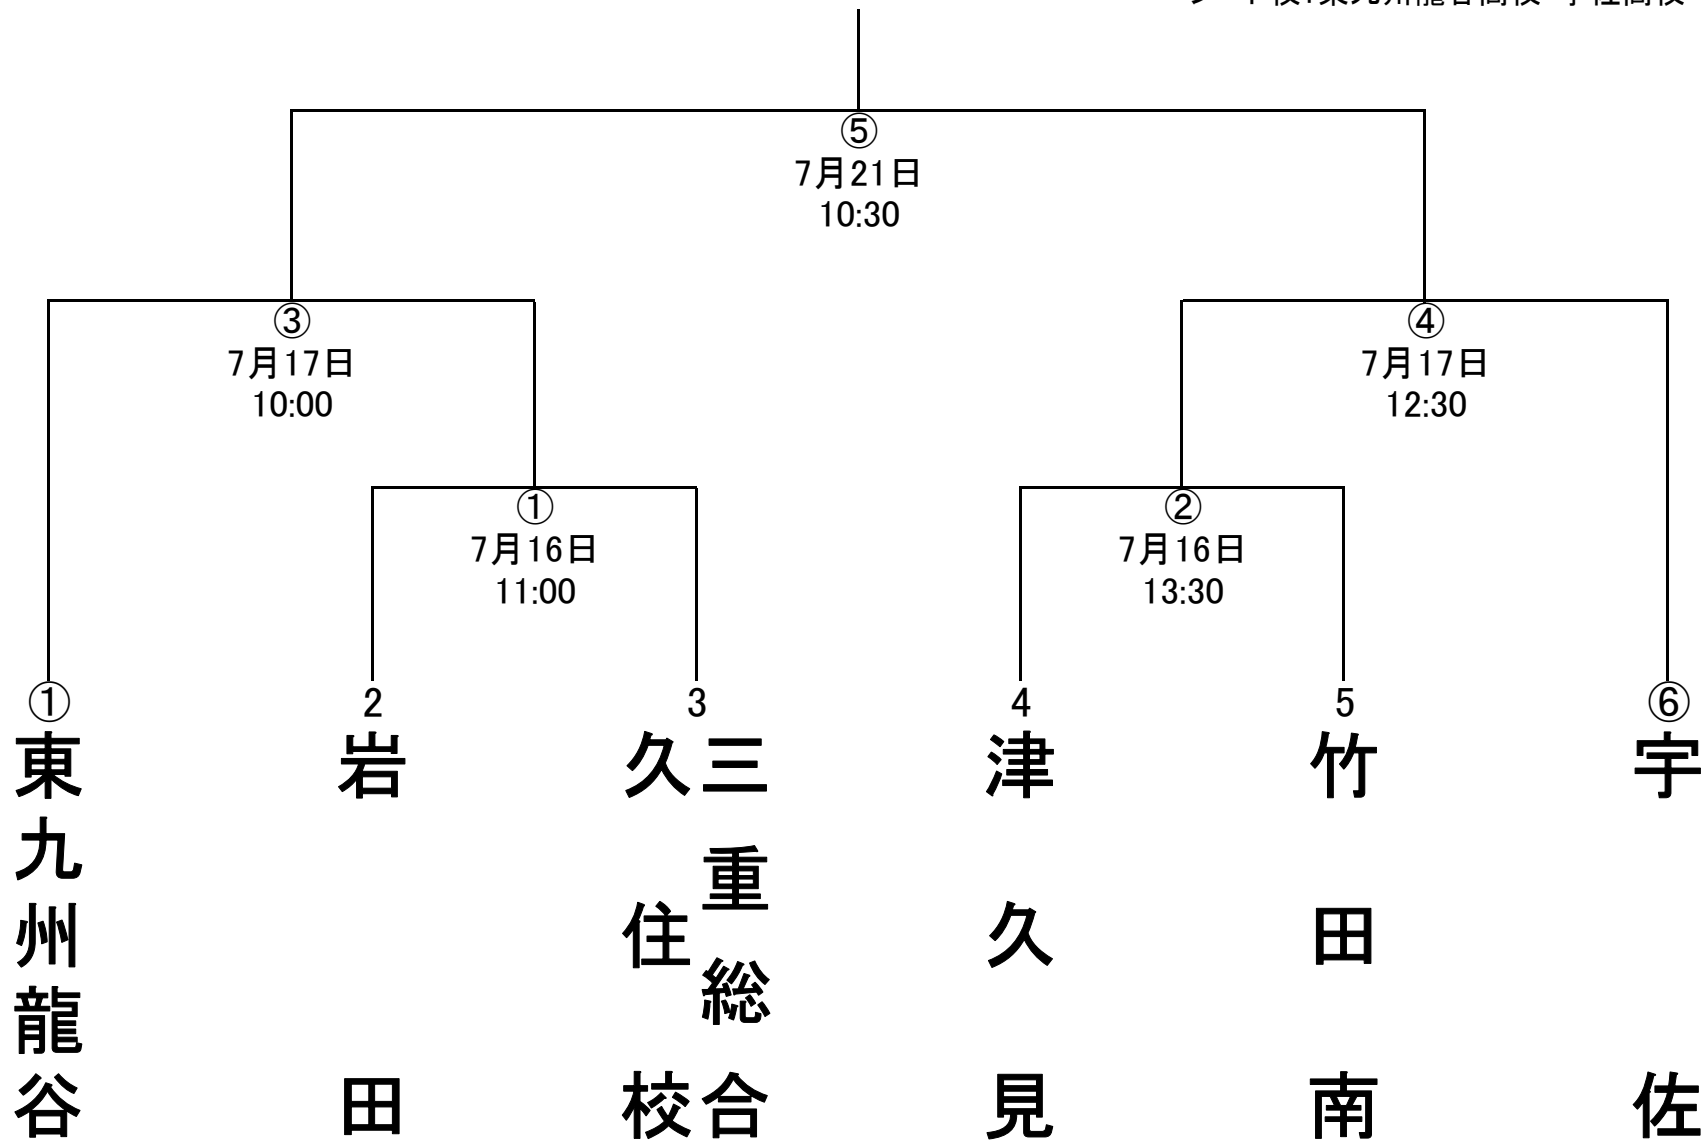 ⑤
7月21日
10:30
③
7月17日
10:00
④
7月17日
12:30
①
7月16日
11:00
②
7月16日
13:30
①
2
3
4
5
⑥
東九州龍谷
岩田
三重総合
久住校
津久見
竹田南
宇佐